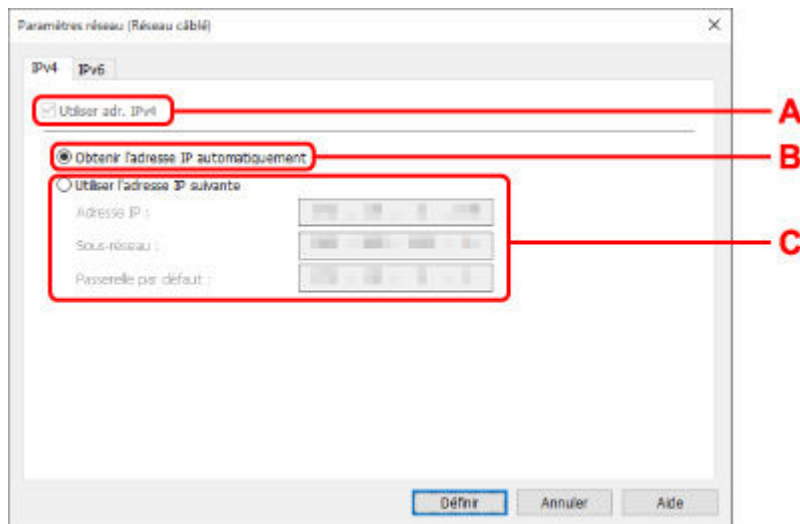 Paramètres réseau (Réseau câblé)
IPv4 IPv6
Utiliser adr. IPv4
A
Obtenir l'adresse IP automatiquement
B
Utiliser l'adresse IP suivante
Adresse IP :
Sous-réseau :
C
Passerelle par défaut :
Définir Annuler Aide